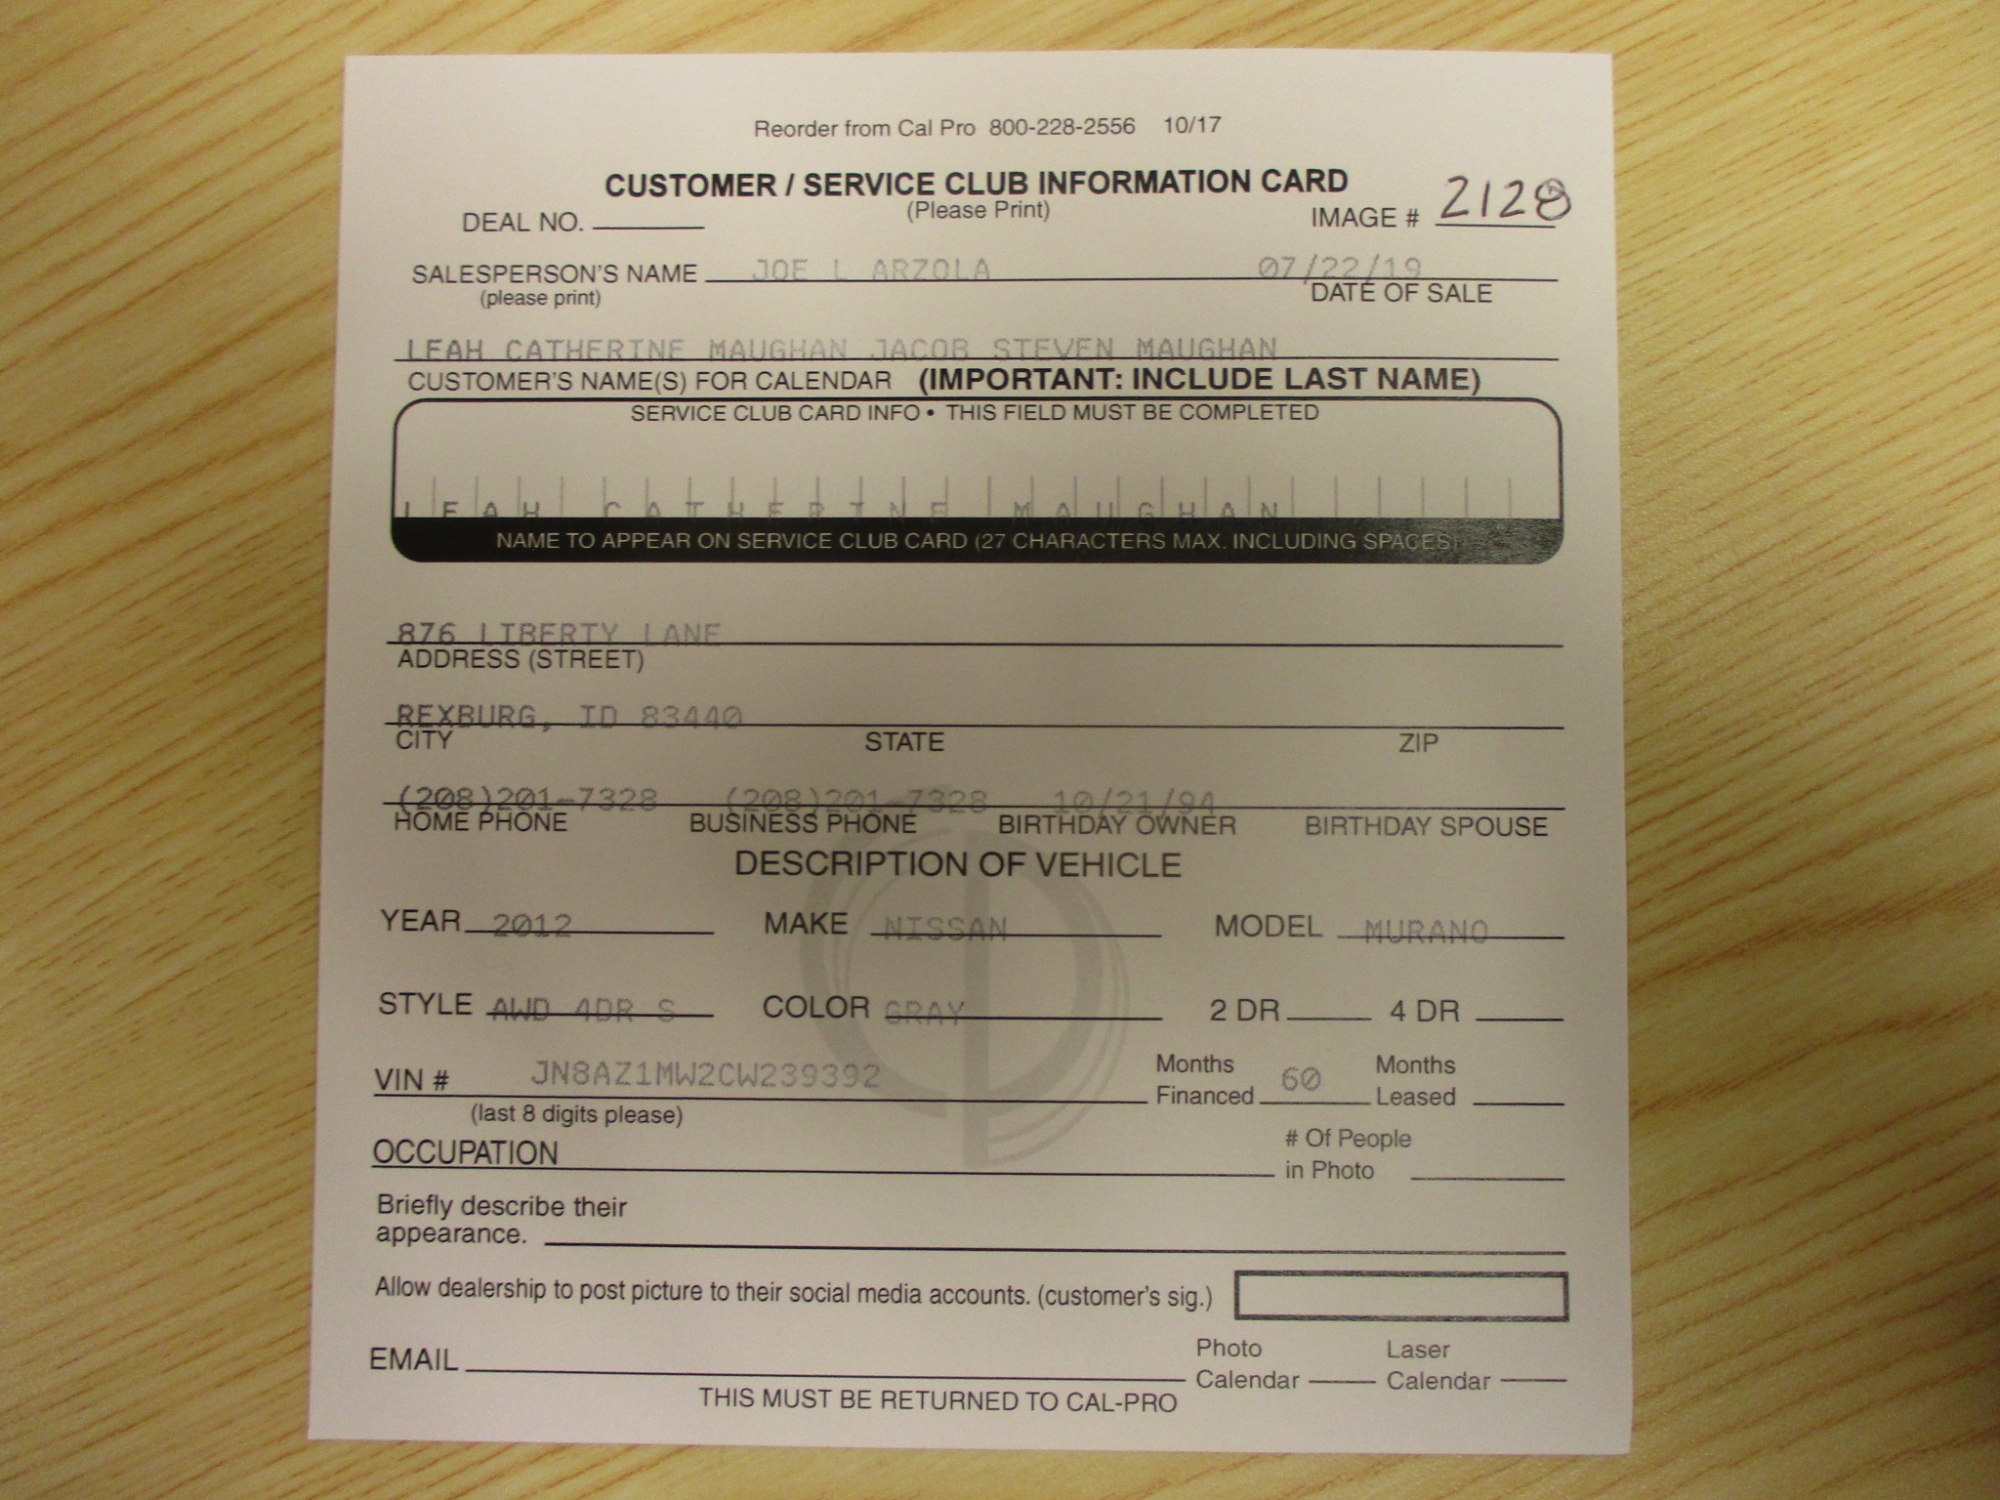 Reorder from Cal Pro 800-228-2556 10/17
CUSTOMER / SERVICE CLUB INFORMATION CARD
(Please Print)
DEAL NO. IMAGE # 2128
SALESPERSON'S NAME JOE L ARZOLA 07/22/19
(please print) DATE OF SALE
LEAH CATHERINE MAUGHAN JACOB STEVEN MAUGHAN
CUSTOMER'S NAME(S) FOR CALENDAR (IMPORTANT: INCLUDE LAST NAME)
SERVICE CLUB CARD INFO • THIS FIELD MUST BE COMPLETED
LEAH CATHERINE MAUGHAN
NAME TO APPEAR ON SERVICE CLUB CARD (27 CHARACTERS MAX. INCLUDING SPACES)
876 LIBERTY LANE
ADDRESS (STREET)
REXBURG, ID 83440
CITY STATE ZIP
(208)201-7328 (208)201-7328 10/21/94
HOME PHONE BUSINESS PHONE BIRTHDAY OWNER BIRTHDAY SPOUSE
DESCRIPTION OF VEHICLE
YEAR 2012 MAKE NISSAN MODEL MURANO
STYLE AWD 4DR S COLOR GRAY 2 DR 4 DR
VIN # JN8AZ1MW2CW239392 Months Financed 60 Months Leased
(last 8 digits please)
OCCUPATION # Of People in Photo
Briefly describe their
appearance.
Allow dealership to post picture to their social media accounts. (customer's sig.)
EMAIL Photo Calendar Laser Calendar
THIS MUST BE RETURNED TO CAL-PRO